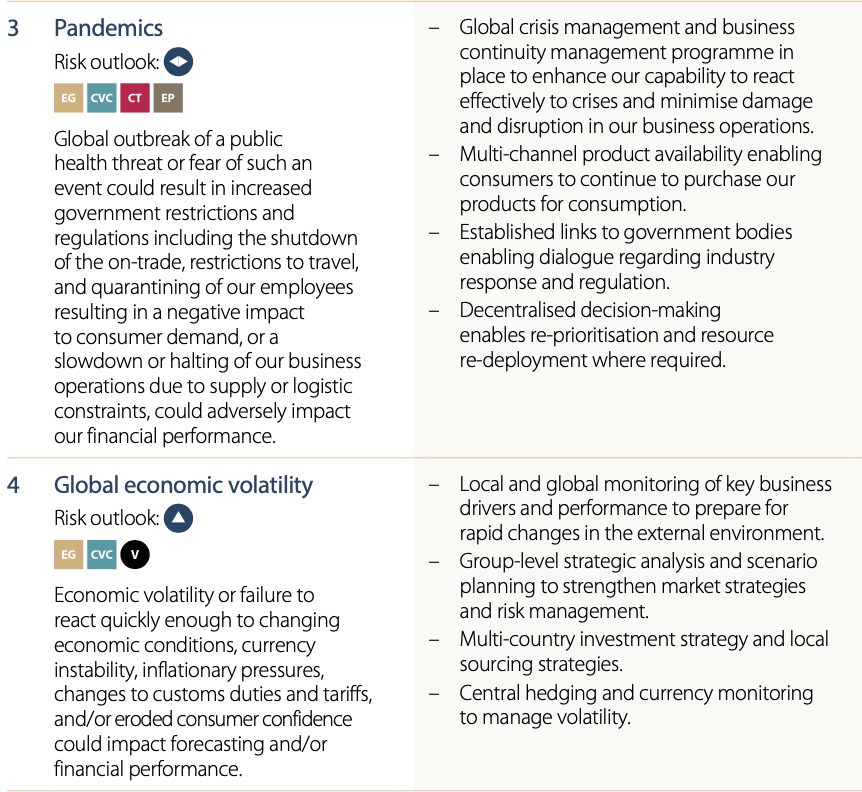 3 Pandemics
Risk outlook:
EG CVC CT EP
Global outbreak of a public
health threat or fear of such an
event could result in increased
government restrictions and
regulations including the shutdown
of the on-trade, restrictions to travel,
and quarantining of our employees
resulting in a negative impact
to consumer demand, or a
slowdown or halting of our business
operations due to supply or logistic
constraints, could adversely impact
our financial performance.
– Global crisis management and business
continuity management programme in
place to enhance our capability to react
effectively to crises and minimise damage
and disruption in our business operations.
– Multi-channel product availability enabling
consumers to continue to purchase our
products for consumption.
– Established links to government bodies
enabling dialogue regarding industry
response and regulation.
– Decentralised decision-making
enables re-prioritisation and resource
re-deployment where required.
4 Global economic volatility
Risk outlook:
EG CVC V
Economic volatility or failure to
react quickly enough to changing
economic conditions, currency
instability, inflationary pressures,
changes to customs duties and tariffs,
and/or eroded consumer confidence
could impact forecasting and/or
financial performance.
– Local and global monitoring of key business
drivers and performance to prepare for
rapid changes in the external environment.
– Group-level strategic analysis and scenario
planning to strengthen market strategies
and risk management.
– Multi-country investment strategy and local
sourcing strategies.
– Central hedging and currency monitoring
to manage volatility.